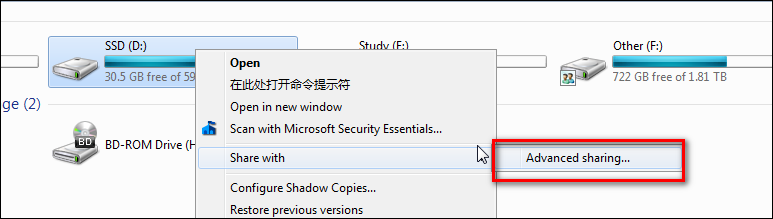 SSD (D:)
Study (E:)
Other (F:)
30.5 GB free of 59
722 GB free of 1.81 TB
ge (2)
BD
BD-ROM Drive (H
Open
在此处打开命令提示符
Open in new window
Scan with Microsoft Security Essentials...
Share with
Advanced sharing...
Configure Shadow Copies...
Restore previous versions